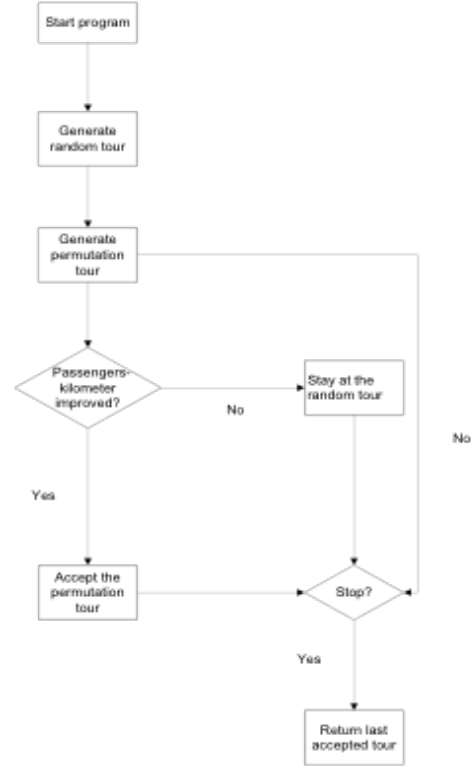 Start program
Generate
random tour
Generate
permutation
tour
Passengers-
kilometer
improved?
Stay at the
random tour
No
No
Yes
Accept the
permutation
tour
Stop?
Yes
Return last
accepted tour